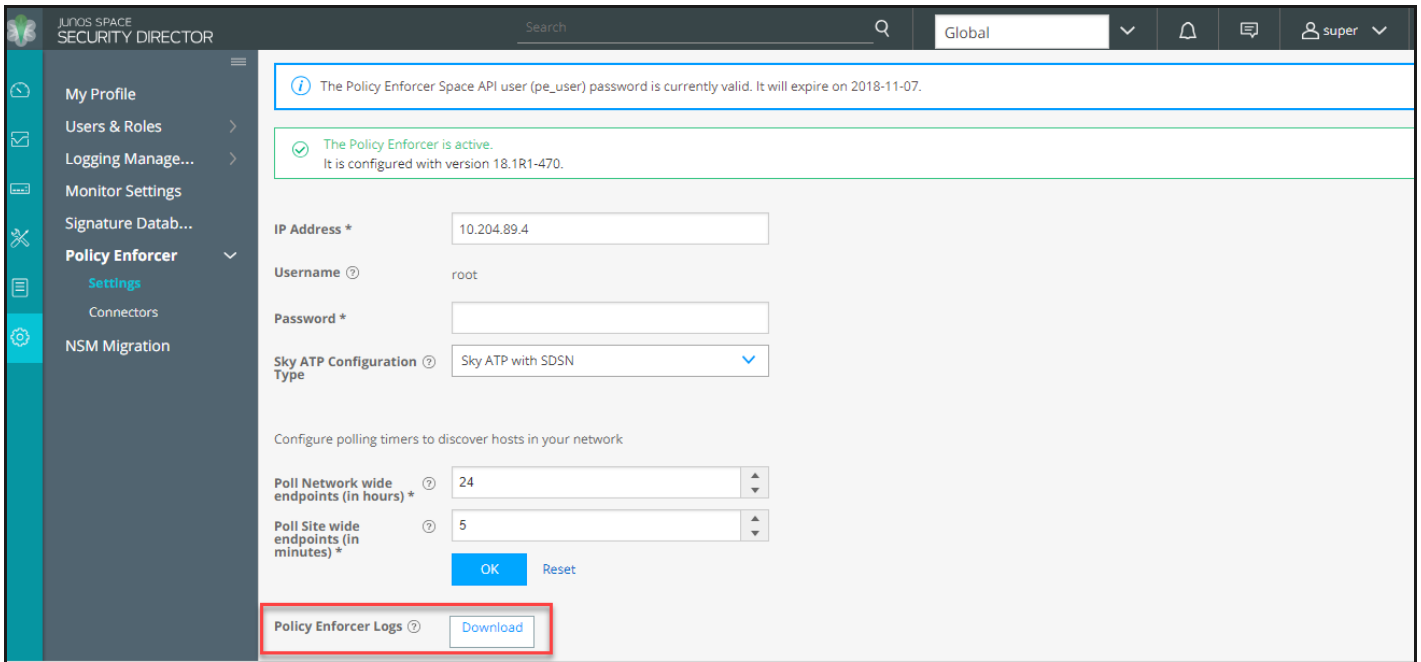 JUNOS SPACE
SECURITY DIRECTOR
Search
Global
super
My Profile
Users & Roles
Logging Manage...
Monitor Settings
Signature Datab...
Policy Enforcer
Settings
Connectors
NSM Migration
The Policy Enforcer Space API user (pe_user) password is currently valid. It will expire on 2018-11-07.
The Policy Enforcer is active.
It is configured with version 18.1R1-470.
IP Address *
10.204.89.4
Username
root
Password *
Sky ATP Configuration
Type
Sky ATP with SDSN
Configure polling timers to discover hosts in your network
Poll Network wide
endpoints (in hours) *
24
Poll Site wide
endpoints (in
minutes) *
5
OK
Reset
Policy Enforcer Logs
Download